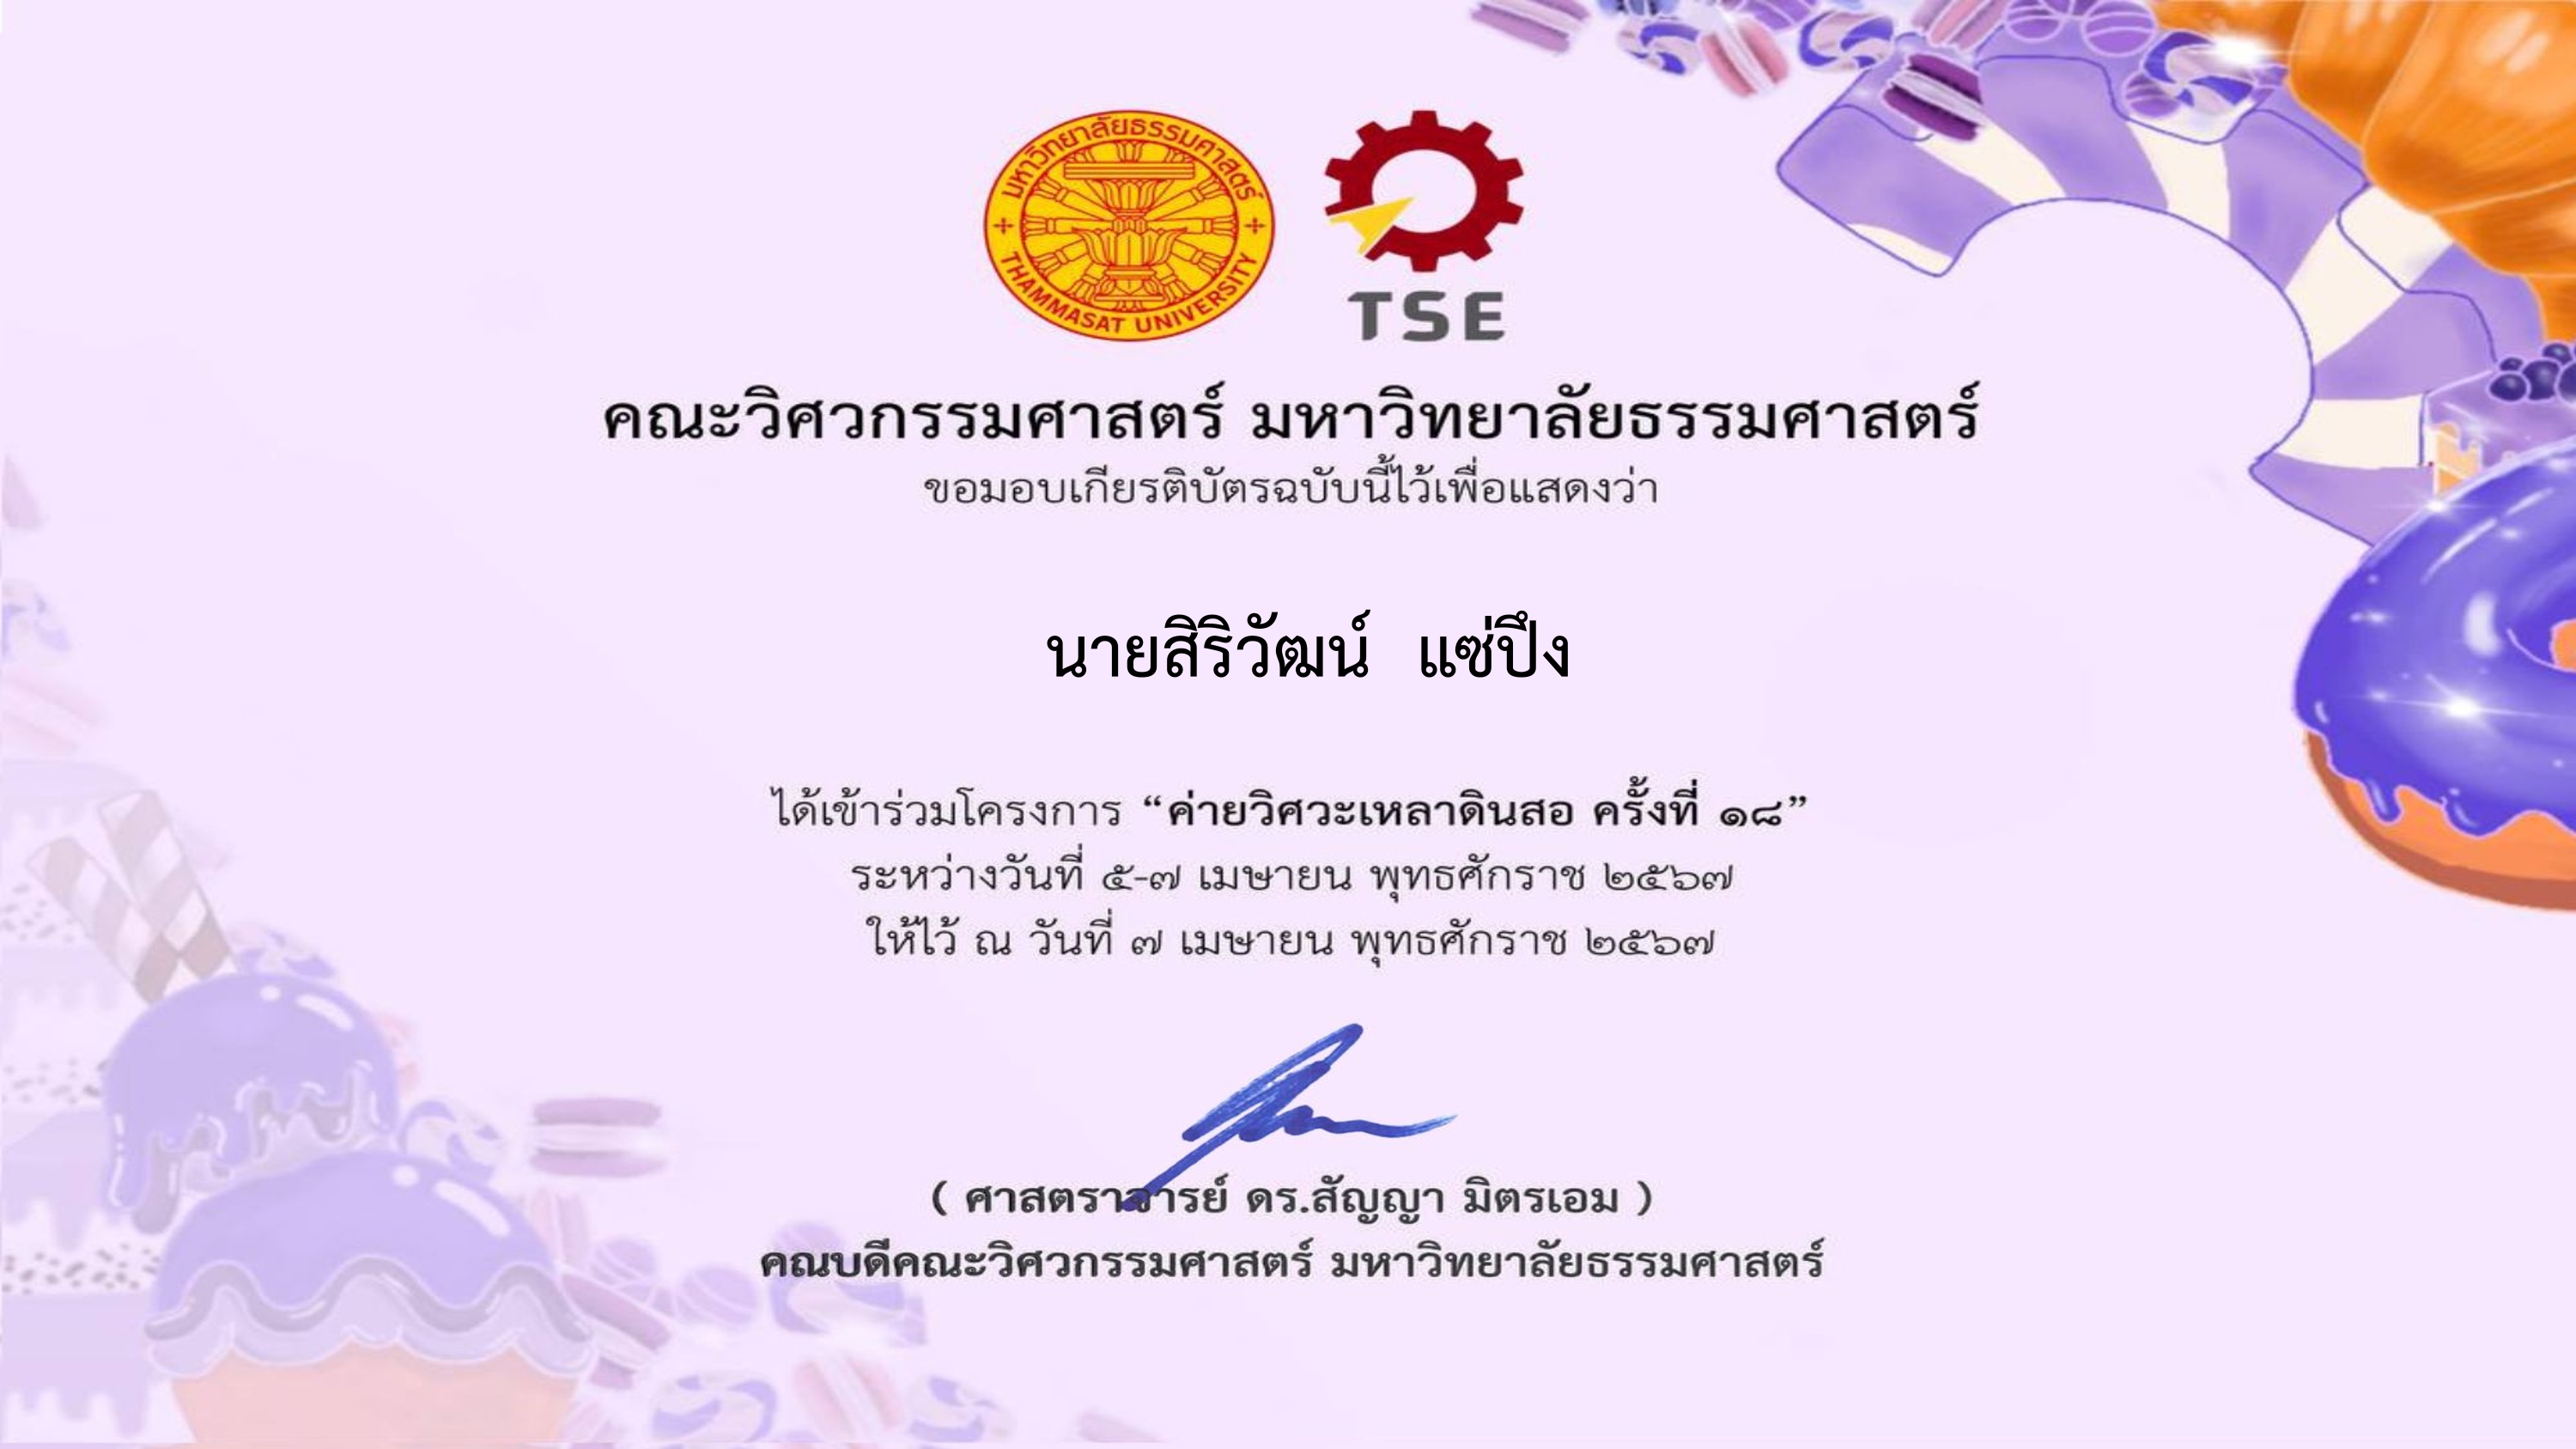 มหาวิทยาลัยธรรมศาสตร์
THAMMASAT UNIVERSITY
TSE
คณะวิศวกรรมศาสตร์ มหาวิทยาลัยธรรมศาสตร์
ขอมอบเกียรติบัตรฉบับนี้ไว้เพื่อแสดงว่า
นายสิริวัฒน์ แซ่ปึง
ได้เข้าร่วมโครงการ “ค่ายวิศวะเหลาดินสอ ครั้งที่ ๑๘”
ระหว่างวันที่ ๕-๗ เมษายน พุทธศักราช ๒๕๖๗
ให้ไว้ ณ วันที่ ๗ เมษายน พุทธศักราช ๒๕๖๗
( ศาสตราจารย์ ดร.สัญญา มิตรเอม )
คณบดีคณะวิศวกรรมศาสตร์ มหาวิทยาลัยธรรมศาสตร์